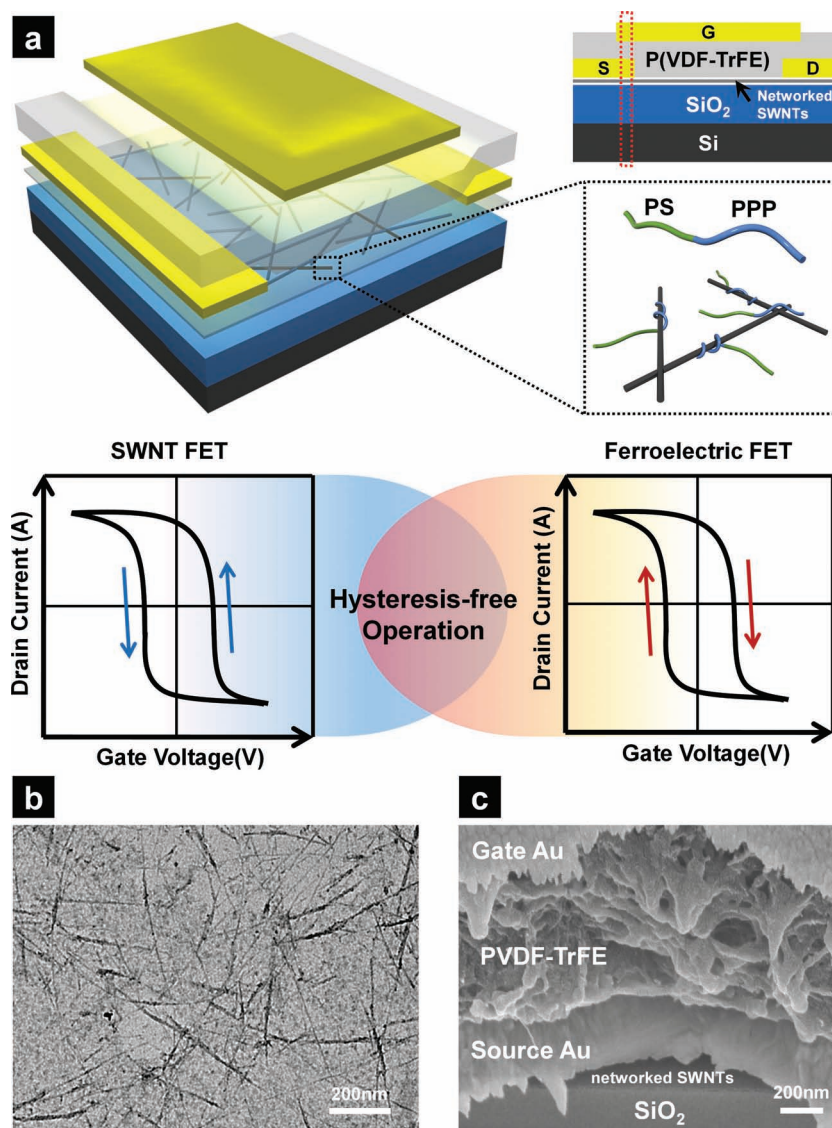 a
G
P(VDF-TrFE)
S
D
Networked
SWNTs
SiO₂
Si
PS
PPP
SWNT FET
Ferroelectric FET
Drain Current (A)
Gate Voltage(V)
Hysteresis-free
Operation
Drain Current (A)
Gate Voltage(V)
b
200nm
c
Gate Au
PVDF-TrFE
Source Au
networked SWNTs
200nm
SiO₂